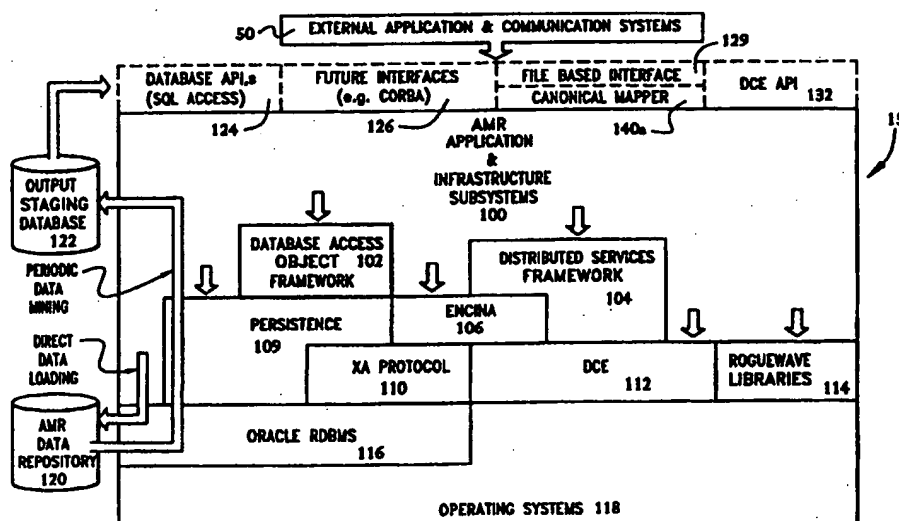 50
EXTERNAL APPLICATION & COMMUNICATION SYSTEMS
129
DATABASE API,s
(SQL ACCESS)
124
FUTURE INTERFACES
(e.g. CORBA)
126
FILE BASED INTERFACE
CANONICAL MAPPER
140a
DCE API
132
AMR
APPLICATION
&
INFRASTRUCTURE
SUBSYSTEMS
100
OUTPUT
STAGING
DATABASE
122
PERIODIC
DATA
MINING
DIRECT
DATA
LOADING
AMR
DATA
REPOSITORY
120
DATABASE ACCESS
OBJECT 102
FRAMEWORK
DISTRIBUTED SERVICES
FRAMEWORK
104
PERSISTENCE
109
ENCINA
106
XA PROTOCOL
110
DCE
112
ROGUEWAVE
LIBRARIES
114
ORACLE RDBMS
116
OPERATING SYSTEMS 118